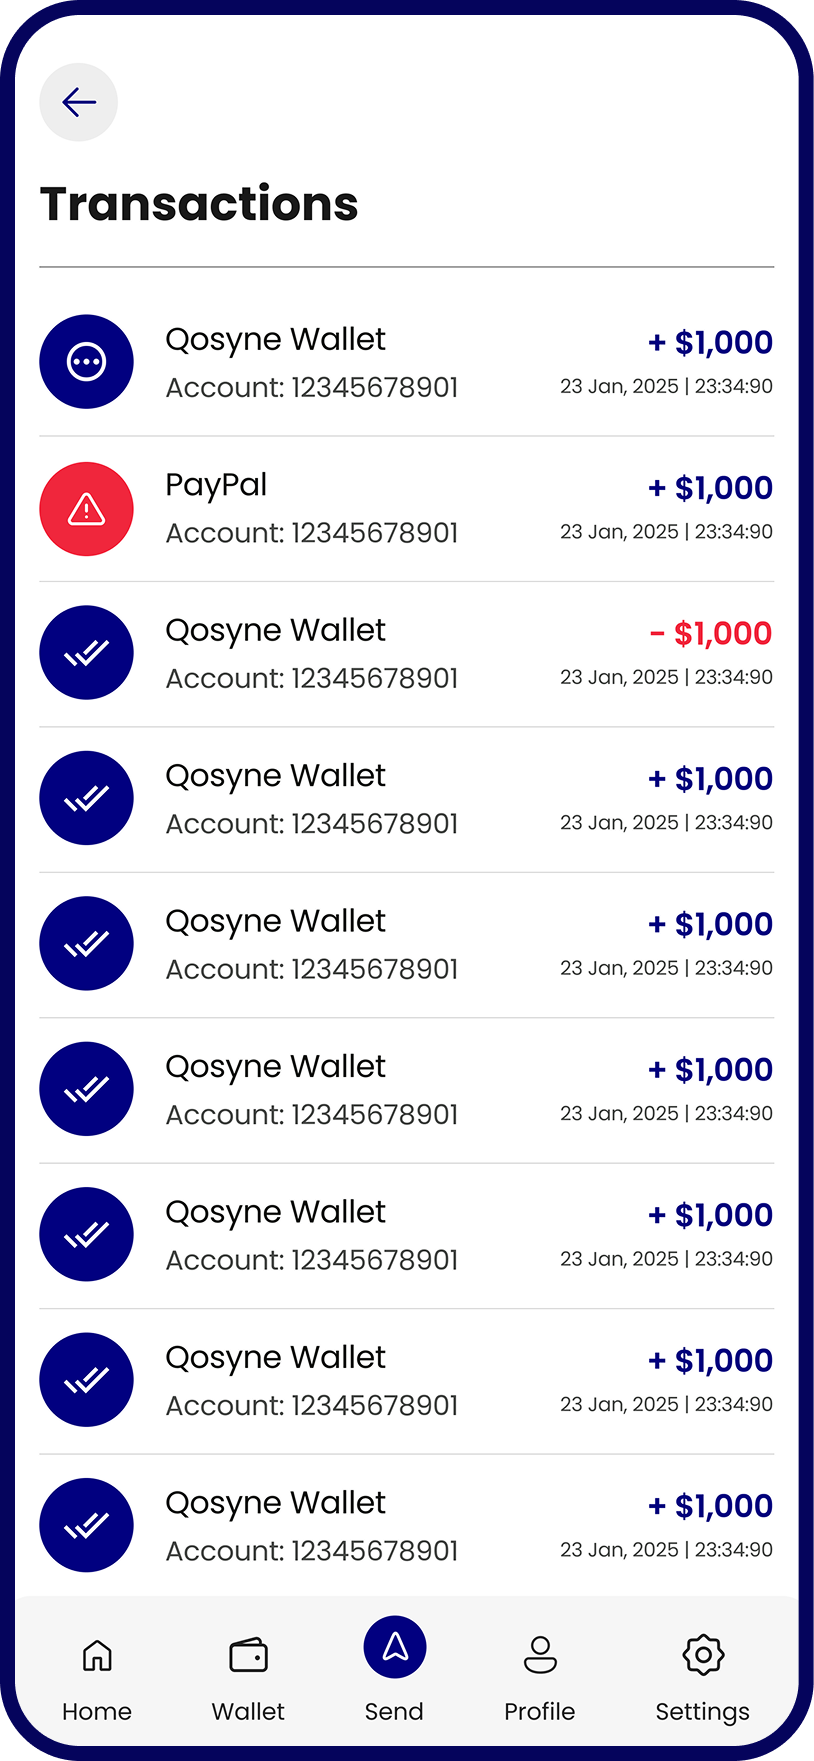 Transactions
Qosyne Wallet
+ $1,000
Account: 12345678901
23 Jan, 2025 | 23:34:90
PayPal
+ $1,000
Account: 12345678901
23 Jan, 2025 | 23:34:90
Qosyne Wallet
- $1,000
Account: 12345678901
23 Jan, 2025 | 23:34:90
Qosyne Wallet
+ $1,000
Account: 12345678901
23 Jan, 2025 | 23:34:90
Qosyne Wallet
+ $1,000
Account: 12345678901
23 Jan, 2025 | 23:34:90
Qosyne Wallet
+ $1,000
Account: 12345678901
23 Jan, 2025 | 23:34:90
Qosyne Wallet
+ $1,000
Account: 12345678901
23 Jan, 2025 | 23:34:90
Qosyne Wallet
+ $1,000
Account: 12345678901
23 Jan, 2025 | 23:34:90
Qosyne Wallet
+ $1,000
Account: 12345678901
23 Jan, 2025 | 23:34:90
Home Wallet Send Profile Settings